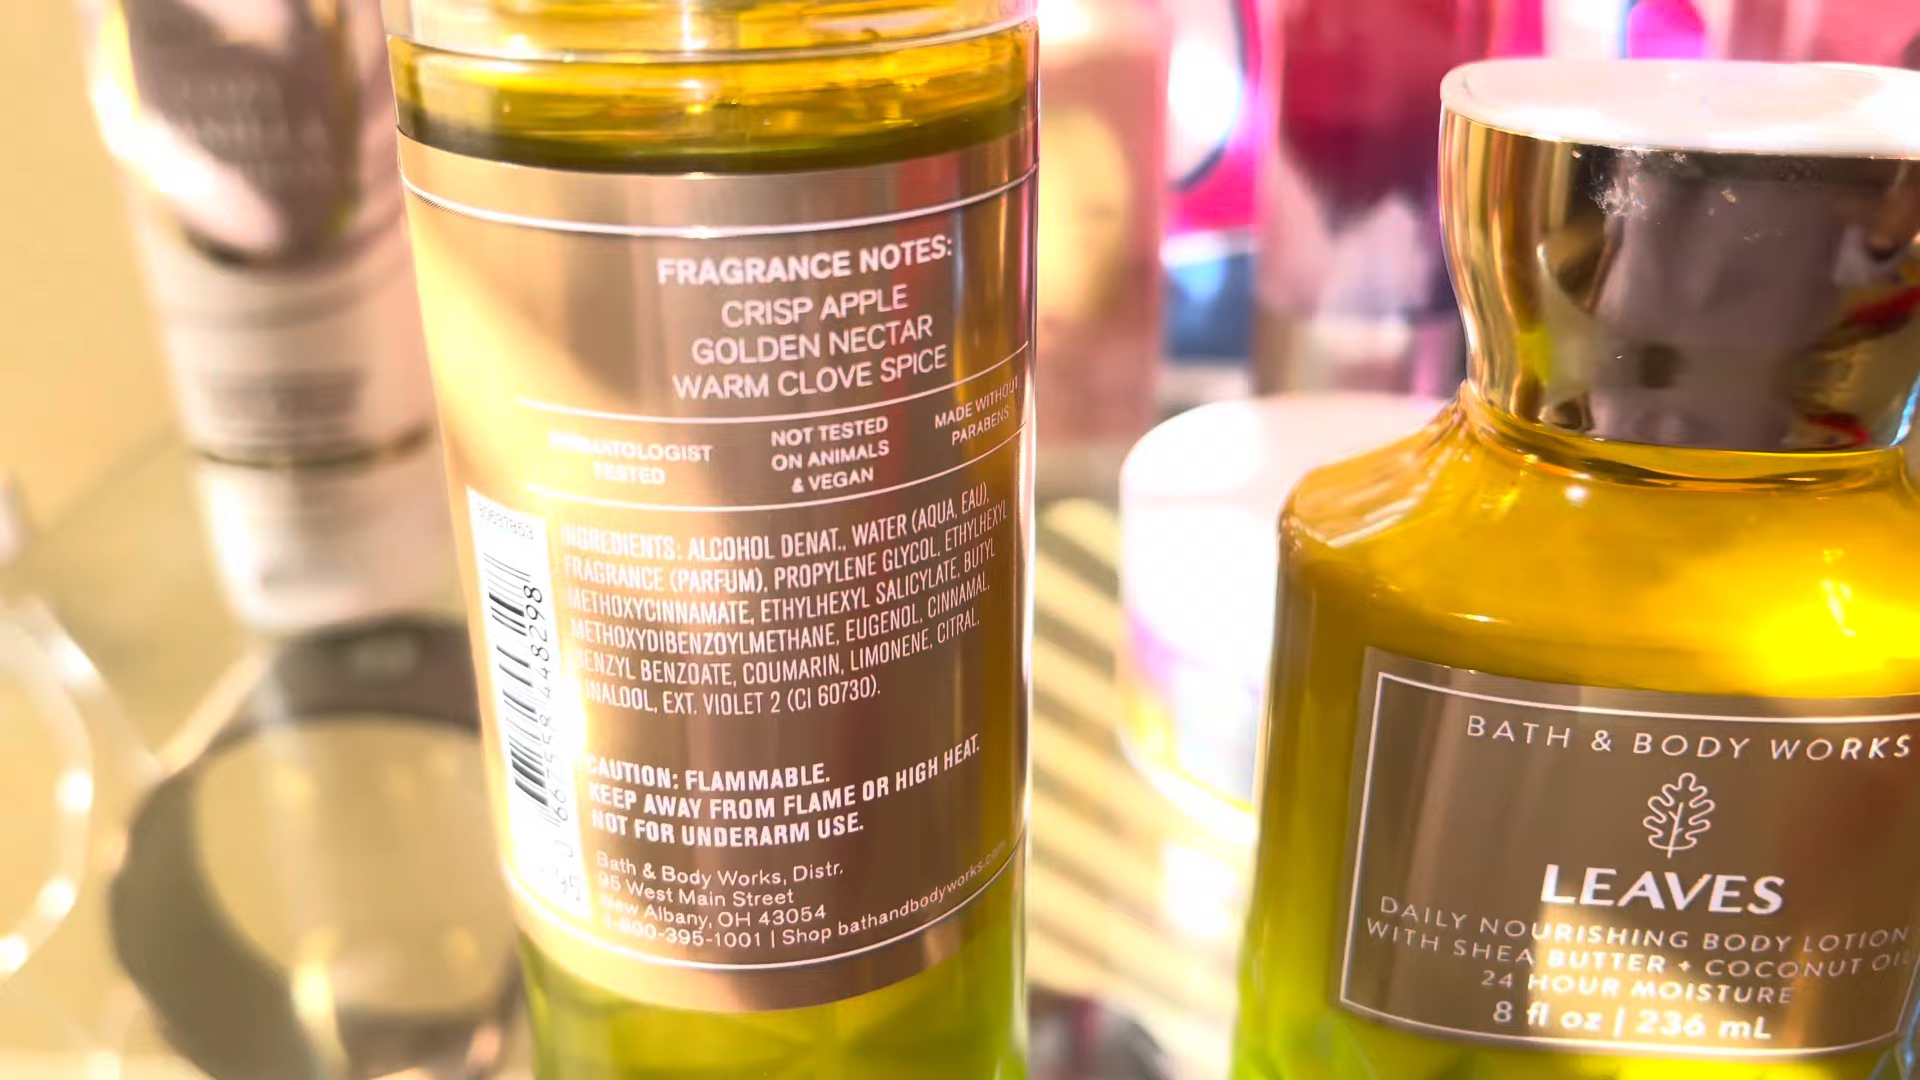 FRAGRANCE NOTES:
CRISP APPLE
GOLDEN NECTAR
WARM CLOVE SPICE
DERMATOLOGIST
TESTED
NOT TESTED
ON ANIMALS
& VEGAN
MADE WITHOUT
PARABENS
INGREDIENTS: ALCOHOL DENAT., WATER (AQUA, EAU),
FRAGRANCE (PARFUM), PROPYLENE GLYCOL, ETHYLHEXYL
METHOXYCINNAMATE, ETHYLHEXYL SALICYLATE, BUTYL
METHOXYDIBENZOYLMETHANE, EUGENOL, CINNAMAL,
BENZYL BENZOATE, COUMARIN, LIMONENE, CITRAL,
LINALOOL, EXT. VIOLET 2 (CI 60730).
CAUTION: FLAMMABLE.
KEEP AWAY FROM FLAME OR HIGH HEAT.
NOT FOR UNDERARM USE.
Bath & Body Works, Distr.
95 West Main Street
New Albany, OH 43054
1-800-395-1001 | Shop bathandbodyworks.com
BATH & BODY WORKS
LEAVES
DAILY NOURISHING BODY LOTION
WITH SHEA BUTTER + COCONUT OIL
24 HOUR MOISTURE
8 fl oz | 236 mL